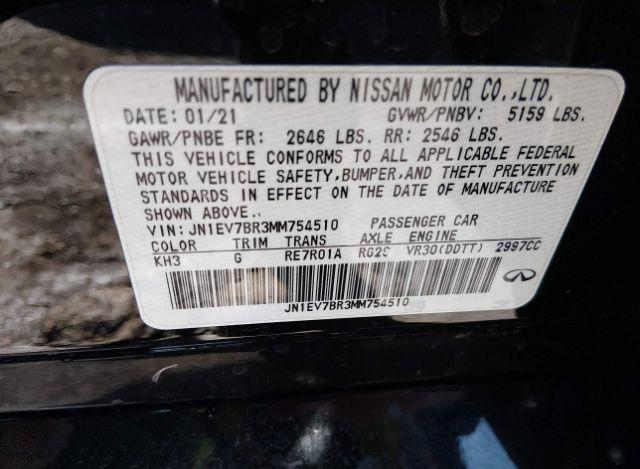 MANUFACTURED BY NISSAN MOTOR CO.,LTD.
DATE: 01/21 GVWR/PNBV: 5159 LBS.
GAWR/PNBE FR: 2646 LBS. RR: 2546 LBS.
THIS VEHICLE CONFORMS TO ALL APPLICABLE FEDERAL
MOTOR VEHICLE SAFETY,BUMPER,AND THEFT PREVENTION
STANDARDS IN EFFECT ON THE DATE OF MANUFACTURE
SHOWN ABOVE.
VIN: JN1EV7BR3MM754510 PASSENGER CAR
COLOR TRIM TRANS AXLE ENGINE
KH3 G RE7R01A RG2C VR30(DDTT) 2997CC
JN1EV7BR3MM754510